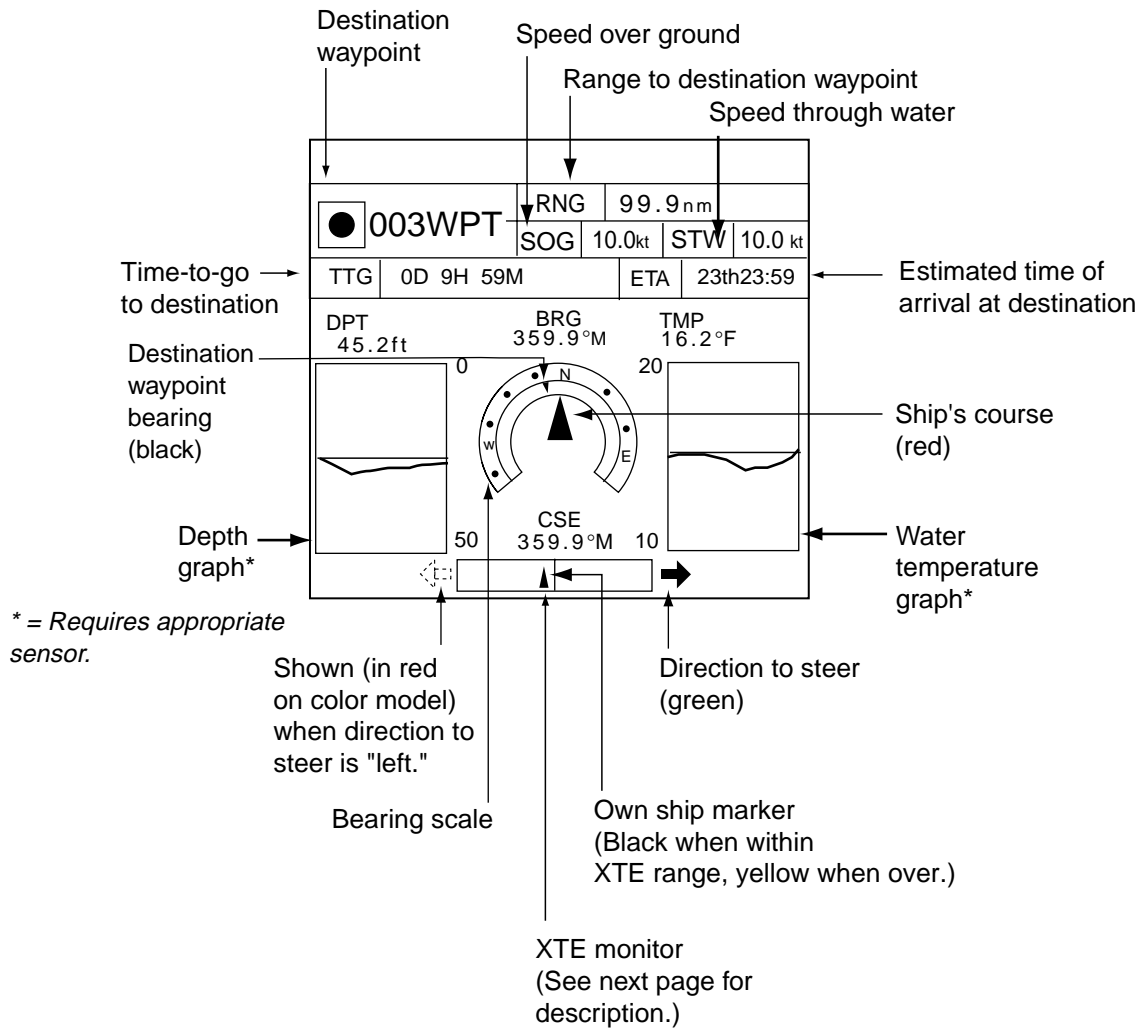 Destination
waypoint
Speed over ground
Range to destination waypoint
Speed through water
003WPT
RNG 99.9nm
SOG 10.0kt STW 10.0 kt
Time-to-go
to destination
TTG 0D 9H 59M ETA 23th23:59
Estimated time of
arrival at destination
DPT
45.2ft
BRG
359.9°M
TMP
16.2°F
Destination
waypoint
bearing
(black)
0
20
N
W
E
Ship's course
(red)
Depth
graph*
50
CSE
359.9°M
10
Water
temperature
graph*
* = Requires appropriate
sensor.
Shown (in red
on color model)
when direction to
steer is "left."
Direction to steer
(green)
Bearing scale
Own ship marker
(Black when within
XTE range, yellow when over.)
XTE monitor
(See next page for
description.)